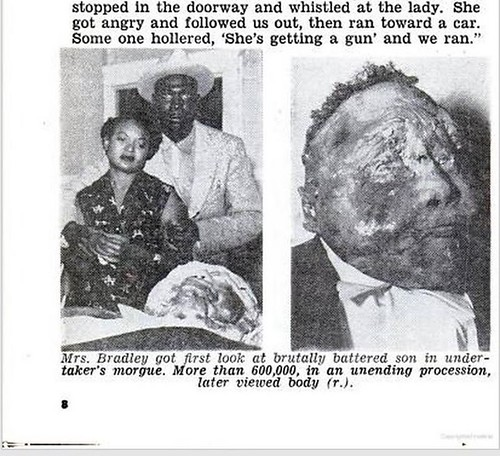 stopped in the doorway and whistled at the lady. She
got angry and followed us out, then ran toward a car.
Some one hollered, ‘She’s getting a gun’ and we ran.”
Mrs. Bradley got first look at brutally battered son in under-
taker’s morgue. More than 600,000, in an unending procession,
later viewed body (r.).
8